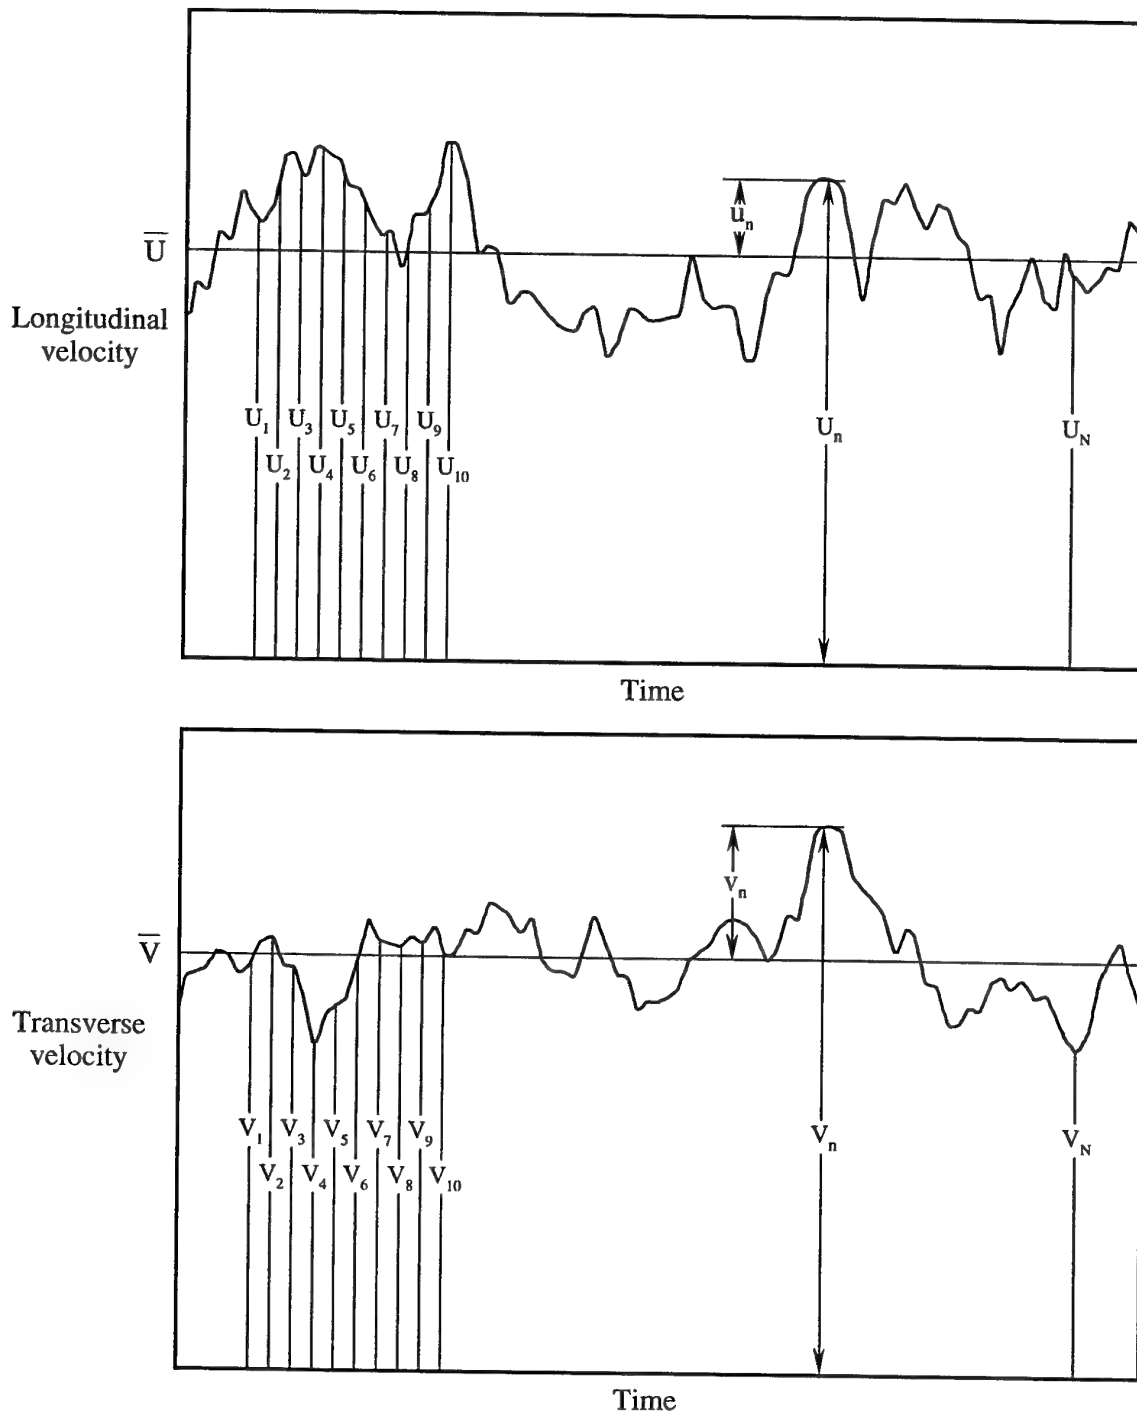 U̅
Longitudinal
velocity
uₙ
U₁ U₃ U₅ U₇ U₉ Uₙ U_N
U₂ U₄ U₆ U₈ U₁₀
Time
vₙ
V̅
Transverse
velocity
V₁ V₃ V₅ V₇ V₉ Vₙ V_N
V₂ V₄ V₆ V₈ V₁₀
Time